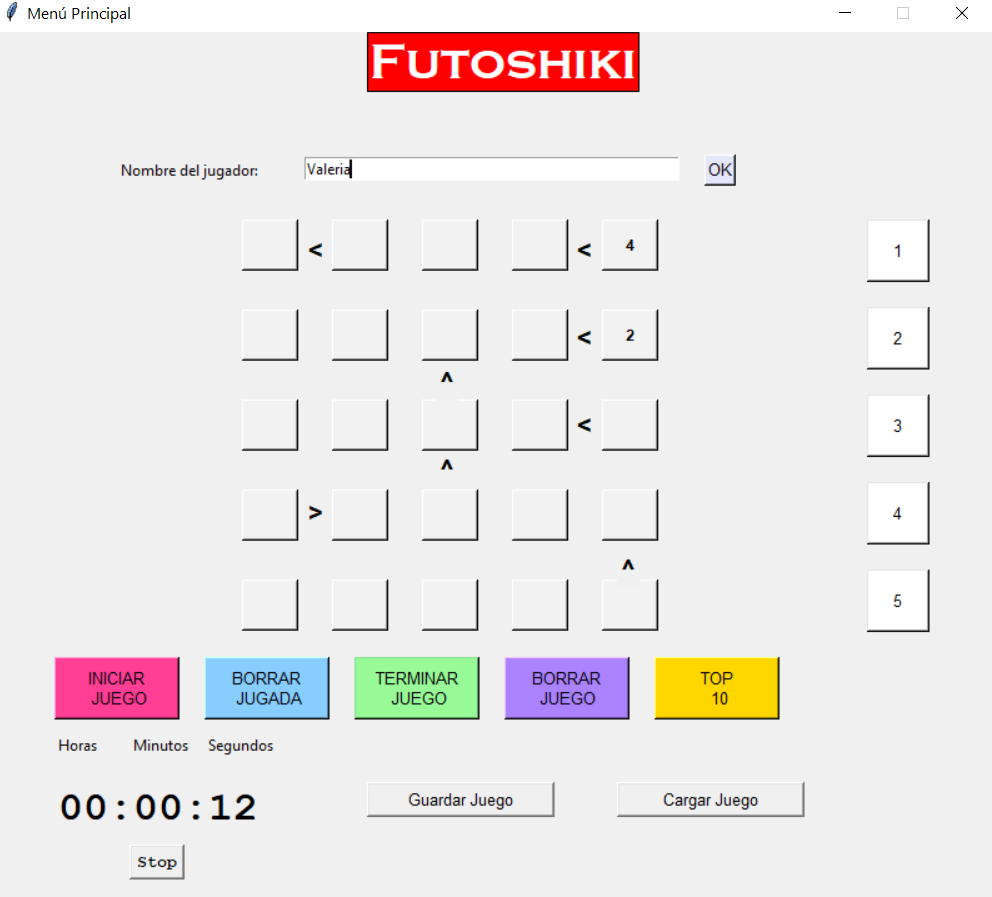 Menú Principal
FUTOSHIKI
Nombre del jugador: Valeria OK
< < 4 1
< 2 2
^
< 3
^
> 4
^
5
INICIAR JUEGO
BORRAR JUGADA
TERMINAR JUEGO
BORRAR JUEGO
TOP 10
Horas Minutos Segundos
00:00:12
Guardar Juego Cargar Juego
Stop